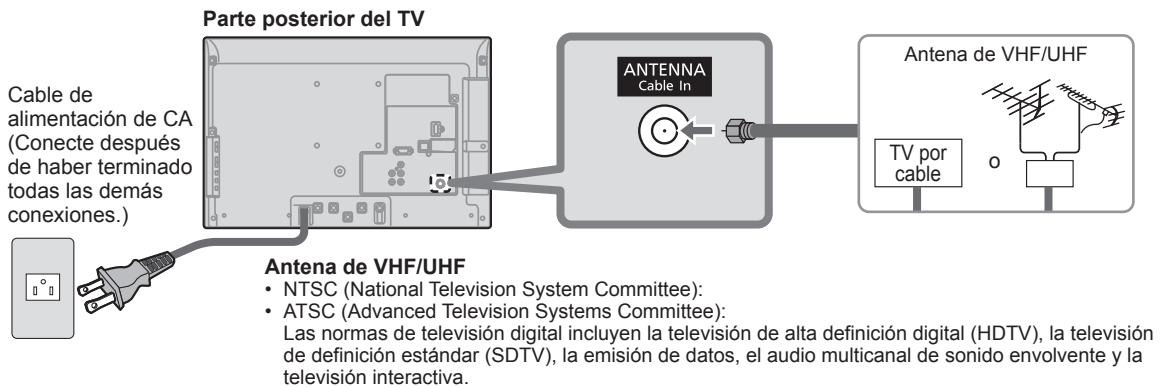 Parte posterior del TV
Cable de
alimentación de CA
(Conecte después
de haber terminado
todas las demás
conexiones.)
ANTENNA
Cable In
Antena de VHF/UHF
TV por
cable
o
Antena de VHF/UHF
• NTSC (National Television System Committee):
• ATSC (Advanced Television Systems Committee):
Las normas de televisión digital incluyen la televisión de alta definición digital (HDTV), la televisión
de definición estándar (SDTV), la emisión de datos, el audio multicanal de sonido envolvente y la
televisión interactiva.